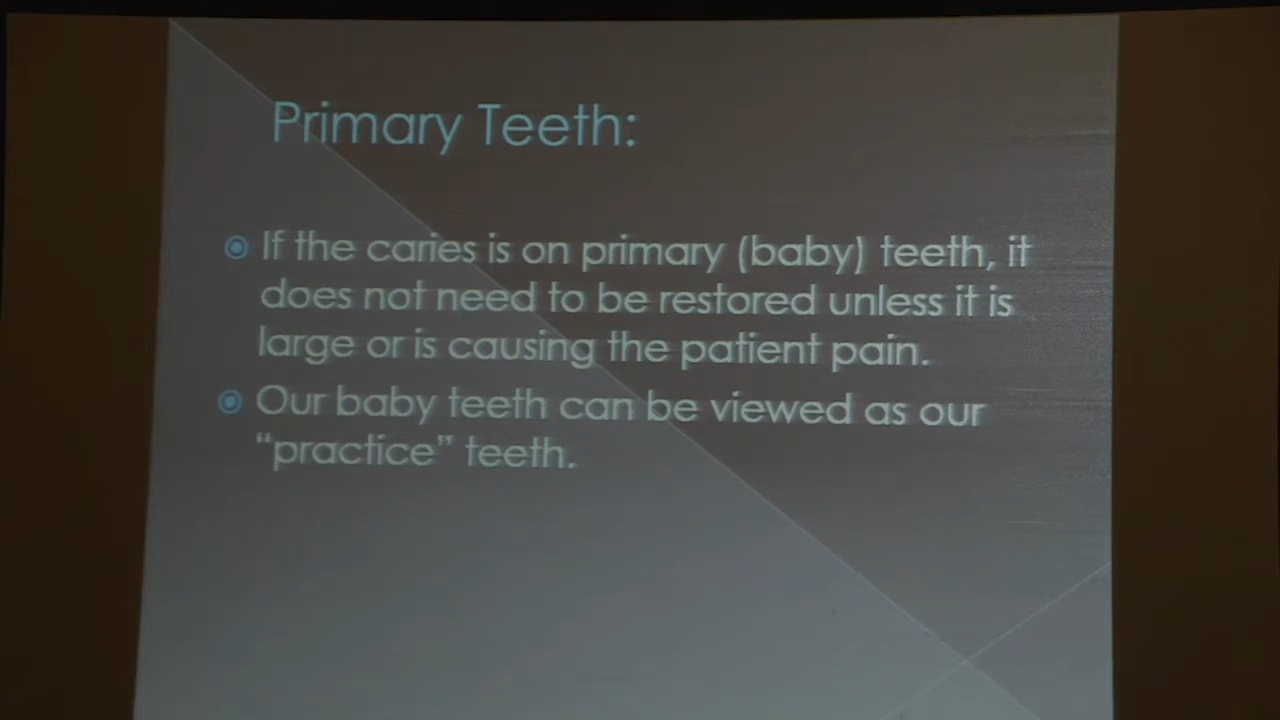 Primary Teeth:
If the caries is on primary (baby) teeth, it
does not need to be restored unless it is
large or is causing the patient pain.
Our baby teeth can be viewed as our
“practice” teeth.